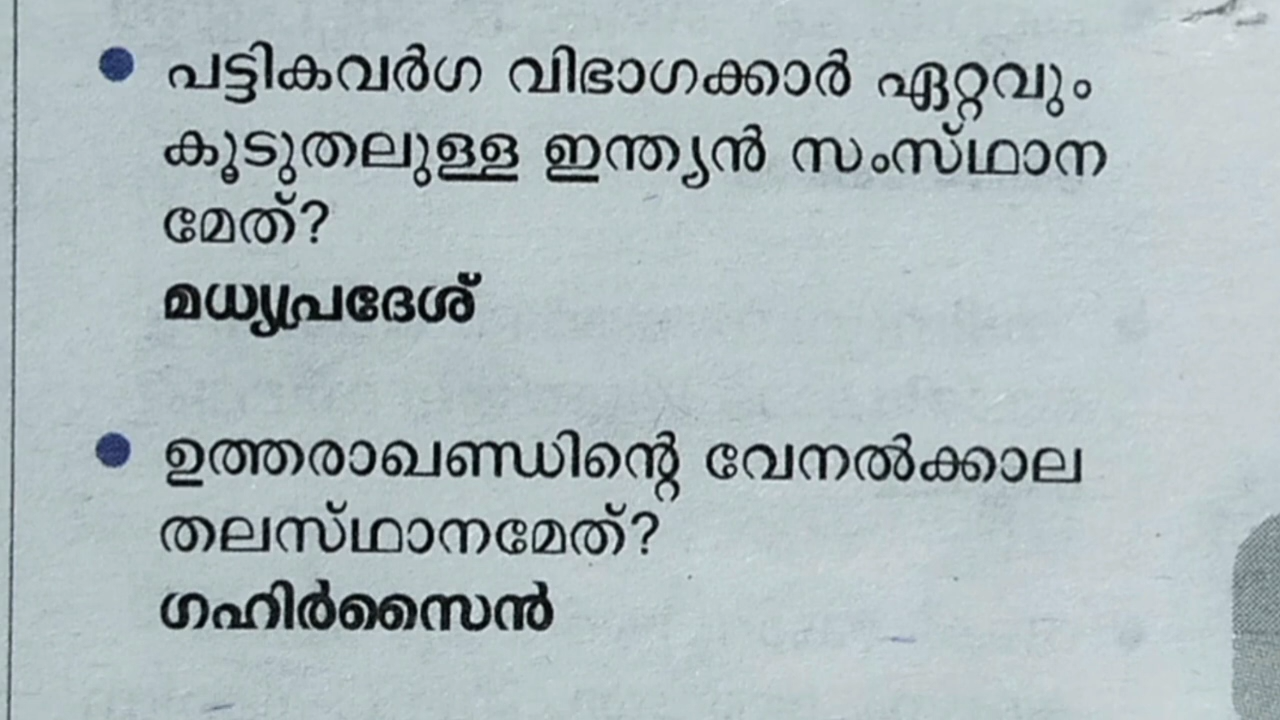 പട്ടികവർഗ വിഭാഗക്കാർ ഏറ്റവും
കൂടുതലുള്ള ഇന്ത്യൻ സംസ്ഥാന
മേത്?
മധ്യപ്രദേശ്
ഉത്തരാഖണ്ഡിന്റെ വേനൽക്കാല
തലസ്ഥാനമേത്?
ഗഹിർസൈൻ